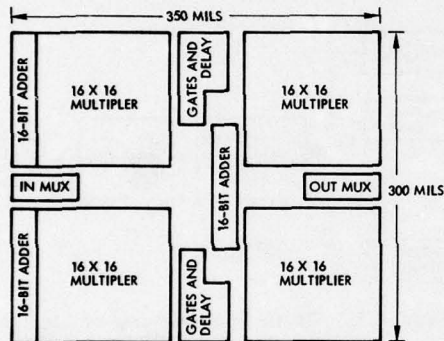 350 MILS
16-BIT ADDER
16 X 16
MULTIPLER
GATES AND
DELAY
16 X 16
MULTIPLER
IN MUX
16-BIT ADDER
OUT MUX
300 MILS
16-BIT ADDER
16 X 16
MULTIPLER
GATES AND
DELAY
16 X 16
MULTIPLIER